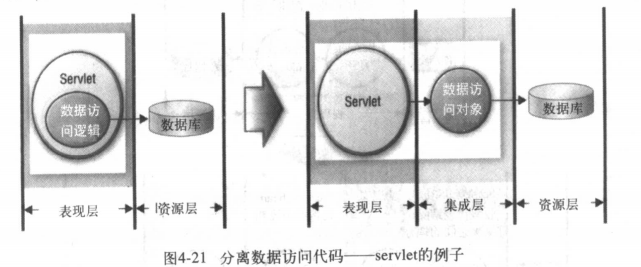 Servlet
数据访
问逻辑
数据库
表现层
资源层
Servlet
数据访
问对象
数据库
表现层
集成层
资源层
图4-21 分离数据访问代码——servlet的例子